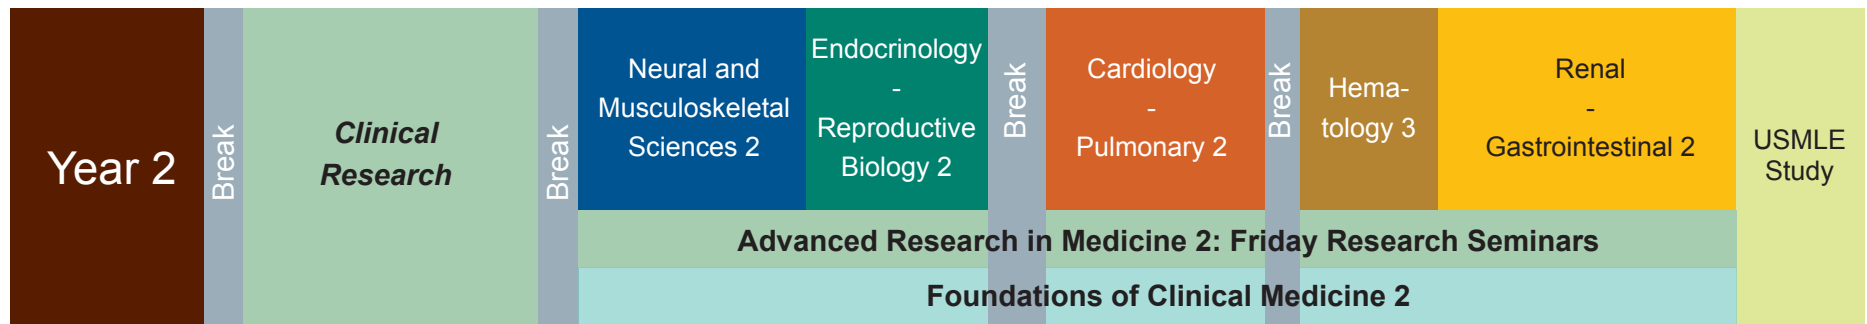 Year 2
Break
Clinical
Research
Break
Neural and
Musculoskeletal
Sciences 2
Endocrinology
-
Reproductive
Biology 2
Break
Cardiology
-
Pulmonary 2
Break
Hema-
tology 3
Renal
-
Gastrointestinal 2
USMLE
Study
Advanced Research in Medicine 2: Friday Research Seminars
Foundations of Clinical Medicine 2